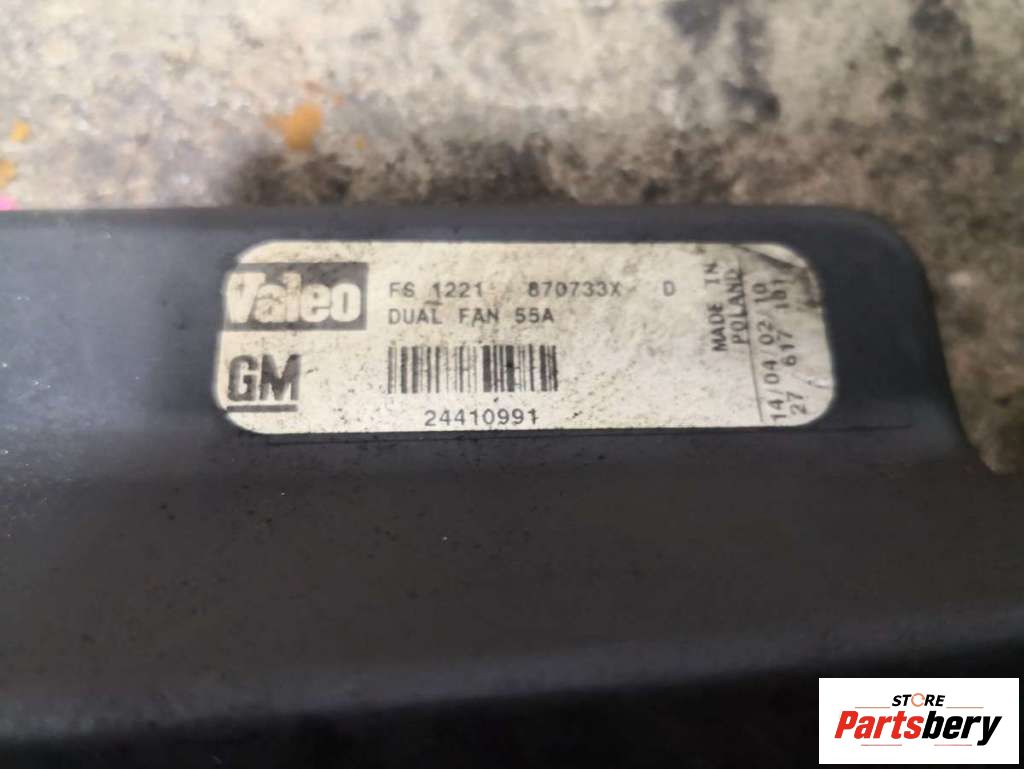 Valeo
FS 1221 870733X D
DUAL FAN 55A
GM
24410991
MADE IN
POLAND
14/04/02/10
27 617 101
STORE
Partsbery